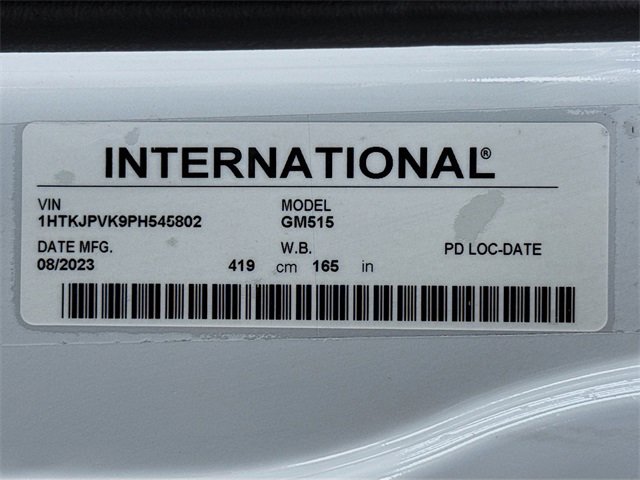 INTERNATIONAL®
VIN MODEL
1HTKJPVK9PH545802 GM515
DATE MFG. W.B. PD LOC-DATE
08/2023 419 cm 165 in